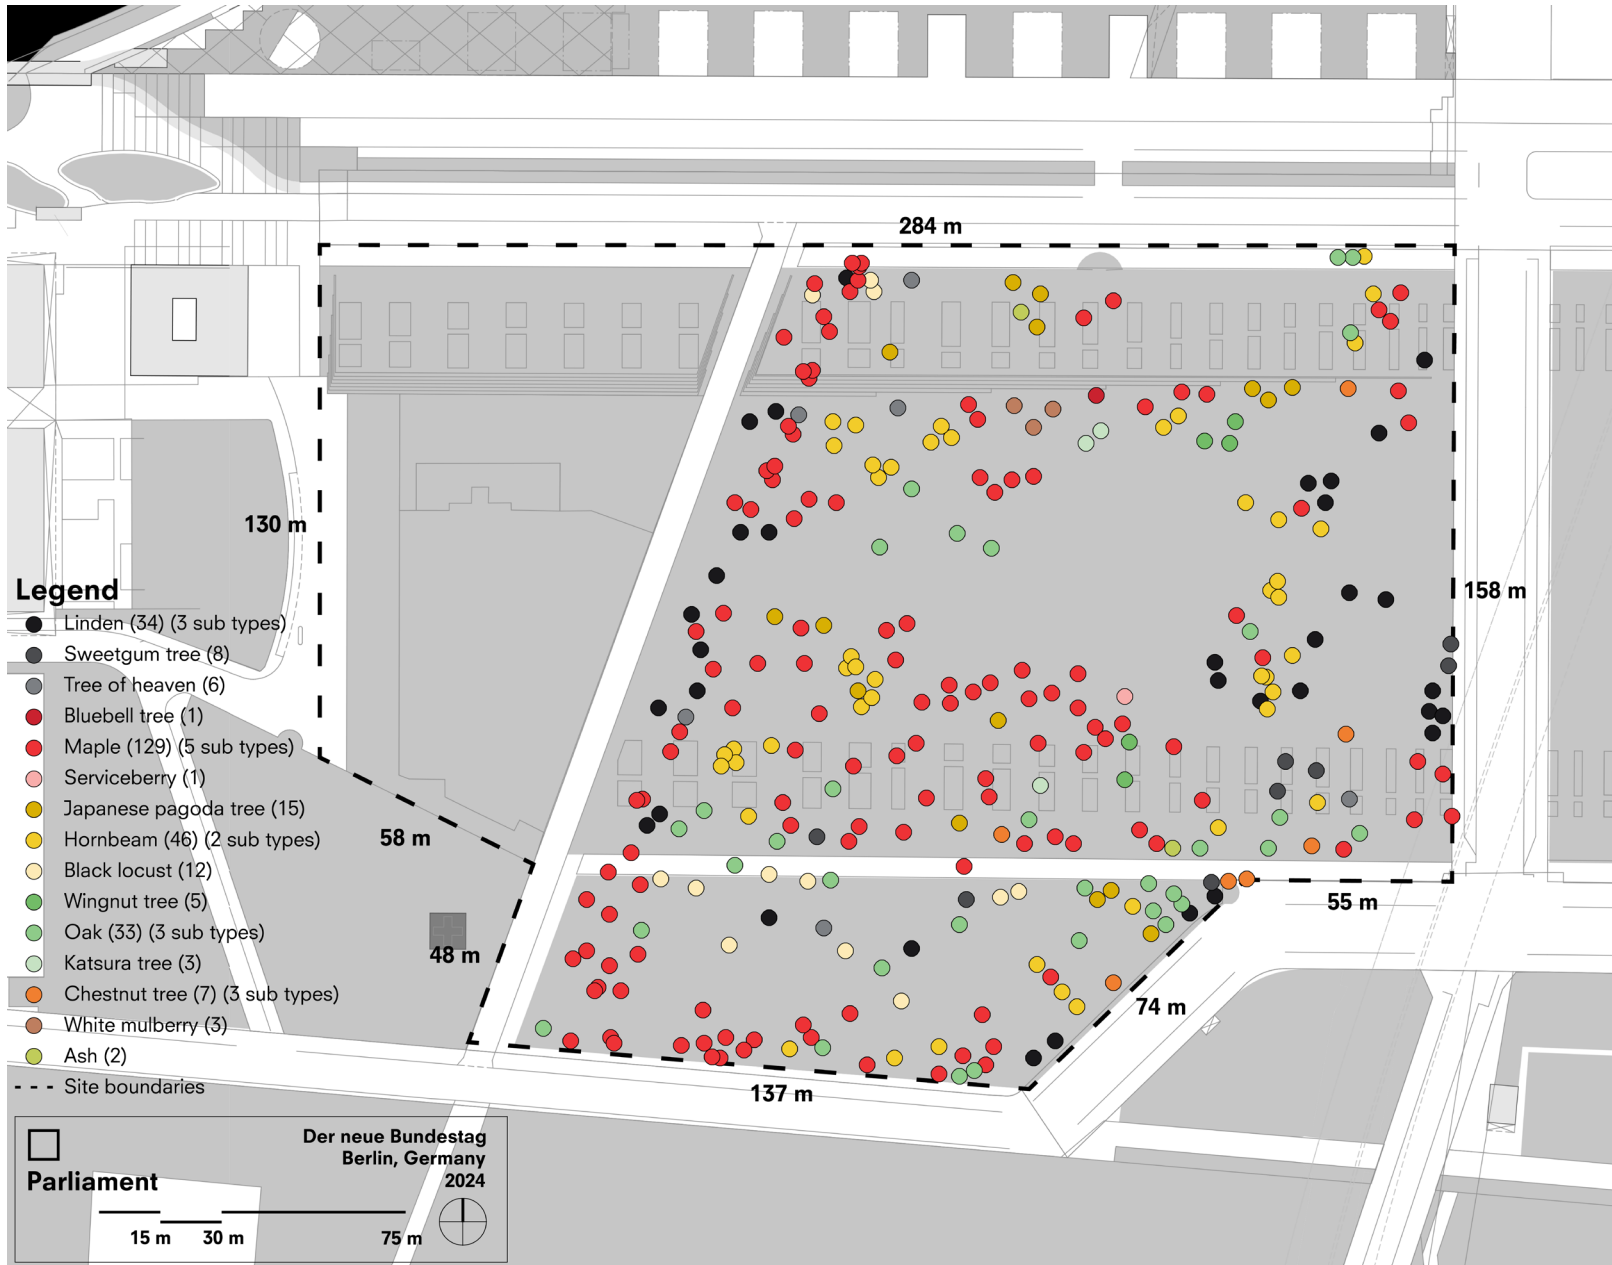 284 m
130 m
158 m
Legend
Linden (34) (3 sub types)
Sweetgum tree (8)
Tree of heaven (6)
Bluebell tree (1)
Maple (129) (5 sub types)
Serviceberry (1)
Japanese pagoda tree (15)
Hornbeam (46) (2 sub types)
Black locust (12)
Wingnut tree (5)
Oak (33) (3 sub types)
Katsura tree (3)
Chestnut tree (7) (3 sub types)
White mulberry (3)
Ash (2)
Site boundaries
58 m
48 m
55 m
74 m
137 m
Der neue Bundestag
Berlin, Germany
2024
Parliament
15 m 30 m 75 m